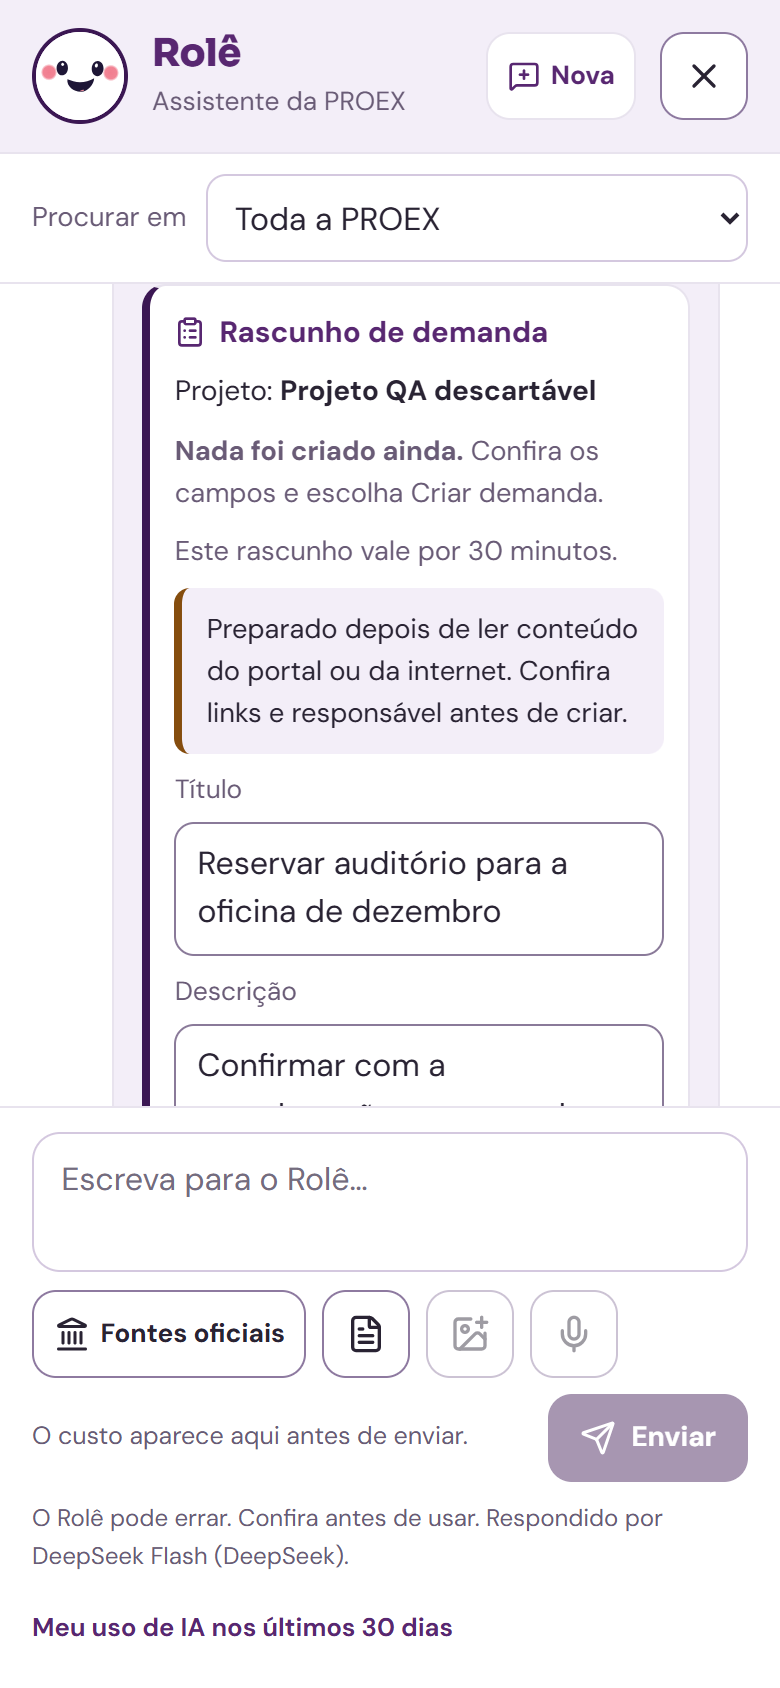 Rolê
Assistente da PROEX
Nova
Procurar em
Toda a PROEX
Rascunho de demanda
Projeto: Projeto QA descartável
Nada foi criado ainda. Confira os
campos e escolha Criar demanda.
Este rascunho vale por 30 minutos.
Preparado depois de ler conteúdo
do portal ou da internet. Confira
links e responsável antes de criar.
Título
Reservar auditório para a
oficina de dezembro
Descrição
Confirmar com a
Escreva para o Rolê...
Fontes oficiais
O custo aparece aqui antes de enviar.
Enviar
O Rolê pode errar. Confira antes de usar. Respondido por
DeepSeek Flash (DeepSeek).
Meu uso de IA nos últimos 30 dias